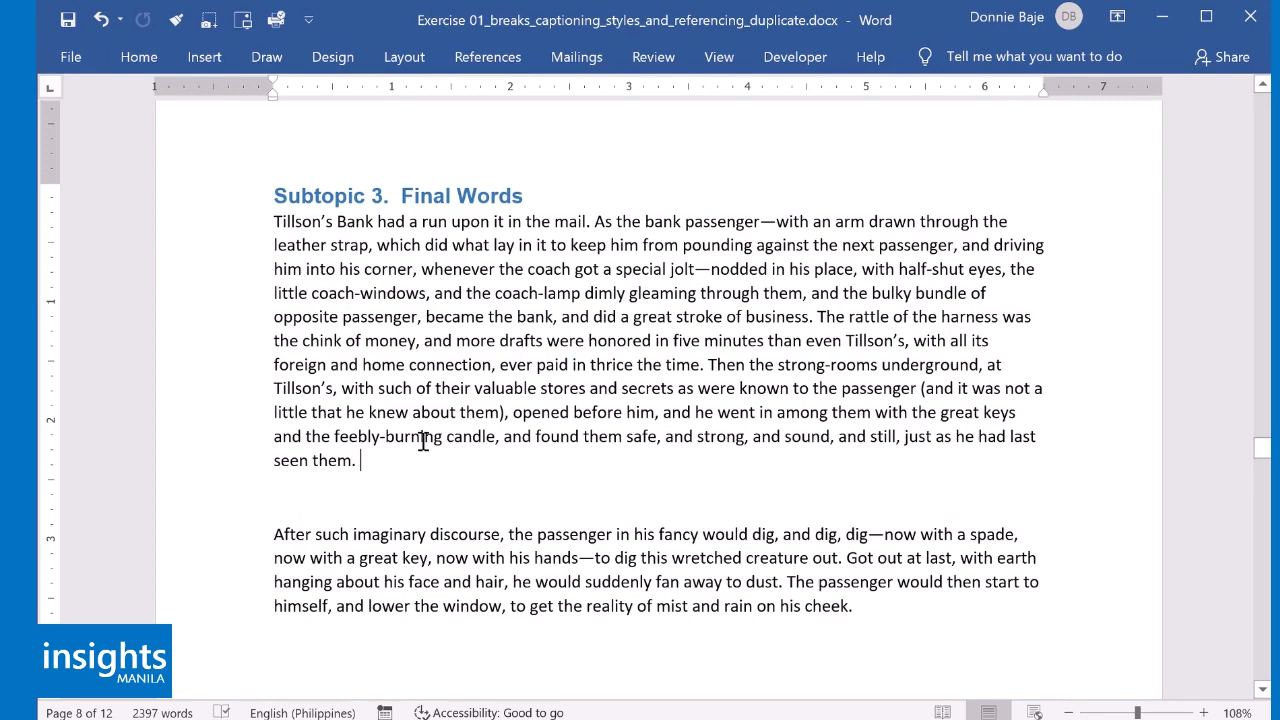 Exercise 01_breaks_captioning_styles_and_referencing_duplicate.docx - Word
Donnie Baje DB
File Home Insert Draw Design Layout References Mailings Review View Developer Help Tell me what you want to do Share
1 1 2 3 4 5 6 7
Subtopic 3.  Final Words
Tillson’s Bank had a run upon it in the mail. As the bank passenger—with an arm drawn through the
leather strap, which did what lay in it to keep him from pounding against the next passenger, and driving
him into his corner, whenever the coach got a special jolt—nodded in his place, with half-shut eyes, the
little coach-windows, and the coach-lamp dimly gleaming through them, and the bulky bundle of
opposite passenger, became the bank, and did a great stroke of business. The rattle of the harness was
the chink of money, and more drafts were honored in five minutes than even Tillson’s, with all its
foreign and home connection, ever paid in thrice the time. Then the strong-rooms underground, at
Tillson’s, with such of their valuable stores and secrets as were known to the passenger (and it was not a
little that he knew about them), opened before him, and he went in among them with the great keys
and the feebly-burning candle, and found them safe, and strong, and sound, and still, just as he had last
seen them.
After such imaginary discourse, the passenger in his fancy would dig, and dig, dig—now with a spade,
now with a great key, now with his hands—to dig this wretched creature out. Got out at last, with earth
hanging about his face and hair, he would suddenly fan away to dust. The passenger would then start to
himself, and lower the window, to get the reality of mist and rain on his cheek.
1
2
3
insights
MANILA
Page 8 of 12 2397 words English (Philippines) Accessibility: Good to go 108%